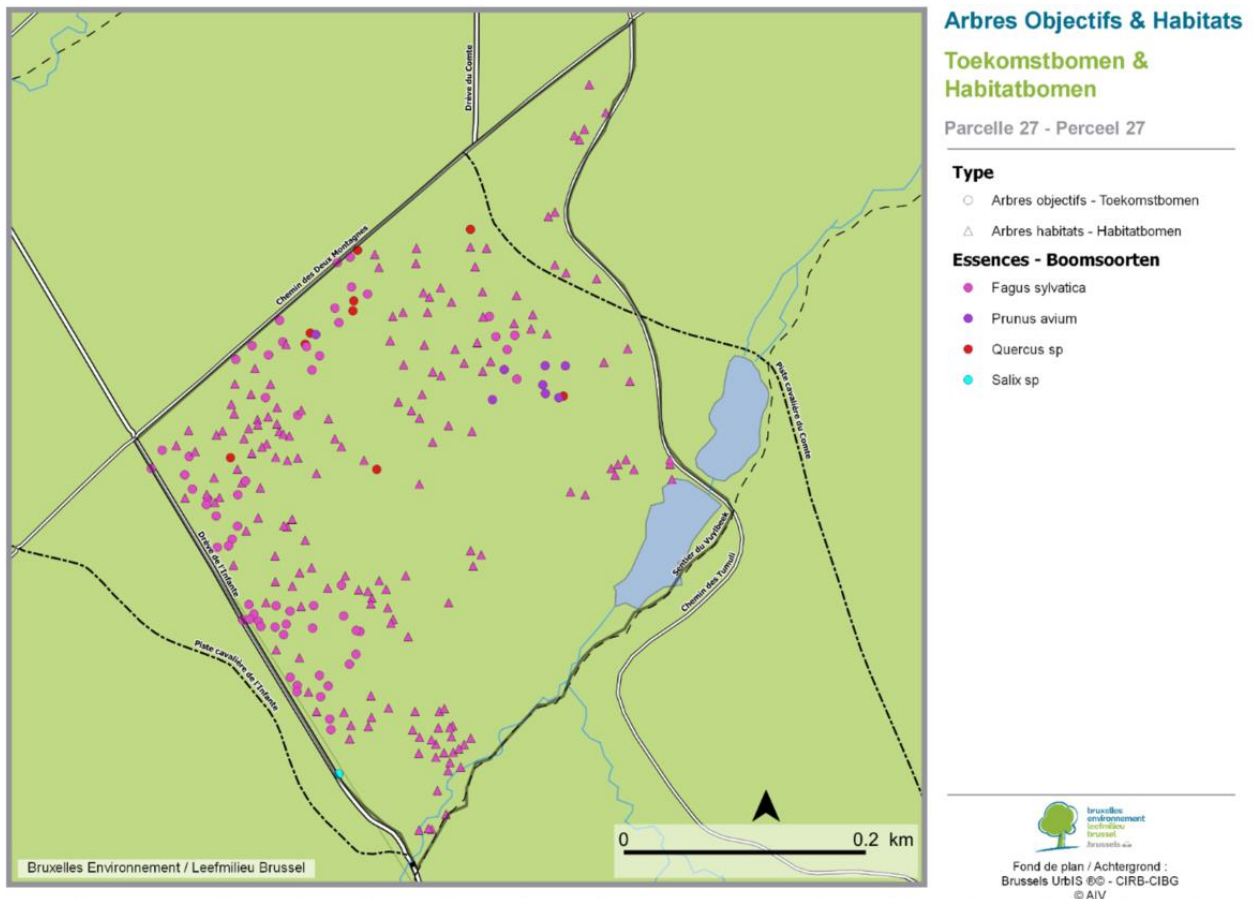 Arbres Objectifs & Habitats
Toekomstbomen &
Habitatbomen
Parcelle 27 - Perceel 27
Type
Arbres objectifs - Toekomstbomen
Arbres habitats - Habitatbomen
Essences - Boomsoorten
Fagus sylvatica
Prunus avium
Quercus sp
Salix sp
Drève du Comte
Chemin des Deux Montagnes
Piste cavalière du Comte
Drève de l'Infante
Sentier du Vuylbeek
Chemin des Tumuli
Piste cavalière de l'Infante
0 0.2 km
Bruxelles Environnement / Leefmilieu Brussel
bruxelles
environnement
leefmilieu
brussel
.brussels
Fond de plan / Achtergrond :
Brussels UrbIS ®© - CIRB-CIBG
© AIV